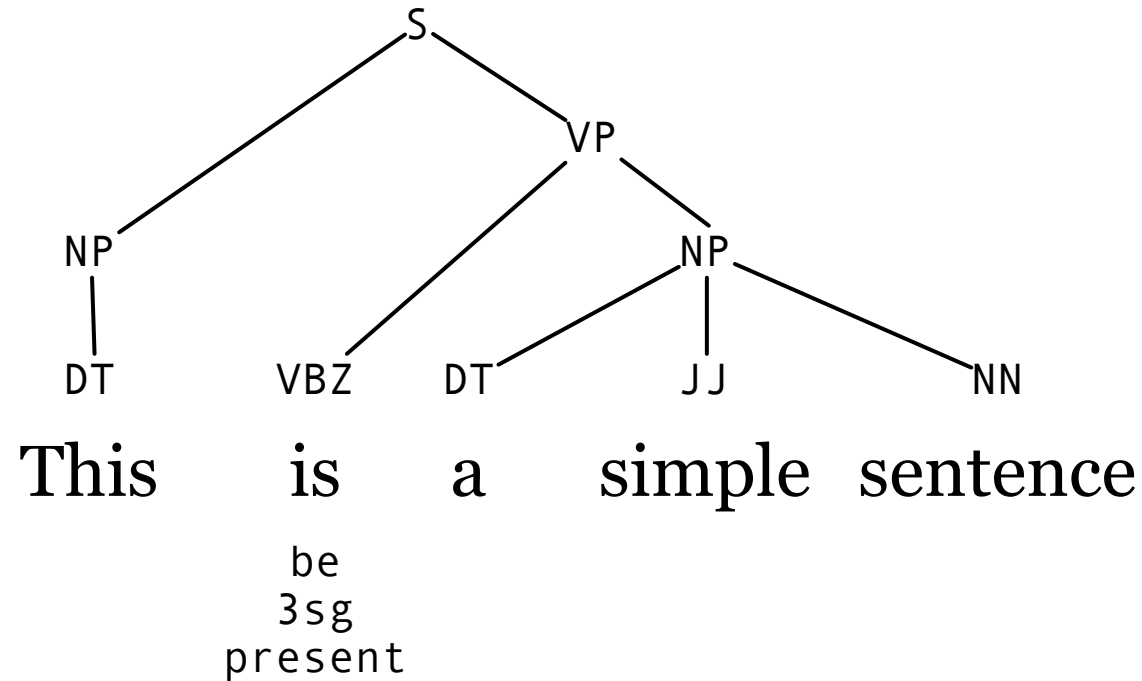 S
VP
NP NP
DT VBZ DT JJ NN
This is a simple sentence
be
3sg
present